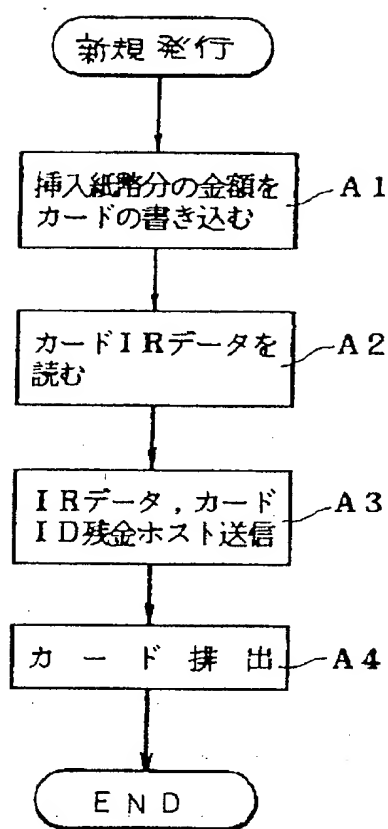 新規発行
挿入紙幣分の金額を
カードの書き込む
A1
カードIRデータを
読む
A2
IRデータ,カード
ID残金ホスト送信
A3
カード排出
A4
END